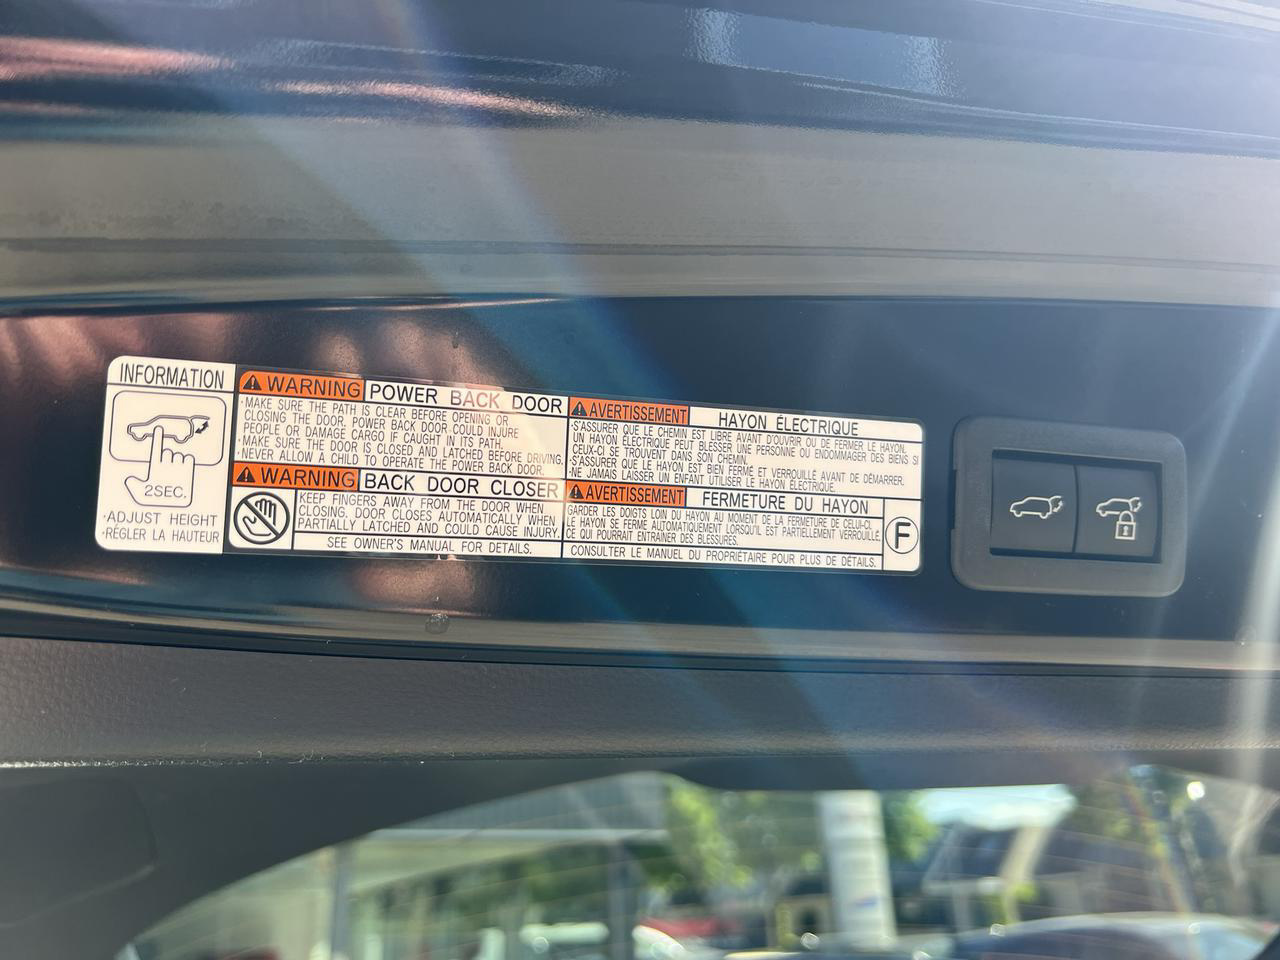 INFORMATION
2SEC.
·ADJUST HEIGHT
·RÉGLER LA HAUTEUR
WARNING POWER BACK DOOR
·MAKE SURE THE PATH IS CLEAR BEFORE OPENING OR
CLOSING THE DOOR. POWER BACK DOOR COULD INJURE
PEOPLE OR DAMAGE CARGO IF CAUGHT IN ITS PATH.
·MAKE SURE THE DOOR IS CLOSED AND LATCHED BEFORE DRIVING.
·NEVER ALLOW A CHILD TO OPERATE THE POWER BACK DOOR.
WARNING BACK DOOR CLOSER
KEEP FINGERS AWAY FROM THE DOOR WHEN
CLOSING. DOOR CLOSES AUTOMATICALLY WHEN
PARTIALLY LATCHED AND COULD CAUSE INJURY.
SEE OWNER'S MANUAL FOR DETAILS.
AVERTISSEMENT HAYON ÉLECTRIQUE
·S'ASSURER QUE LE CHEMIN EST LIBRE AVANT D'OUVRIR OU DE FERMER LE HAYON.
UN HAYON ÉLECTRIQUE PEUT BLESSER UNE PERSONNE OU ENDOMMAGER DES BIENS SI
CEUX-CI SE TROUVENT DANS SON CHEMIN.
·S'ASSURER QUE LE HAYON EST BIEN FERMÉ ET VERROUILLÉ AVANT DE DÉMARRER.
·NE JAMAIS LAISSER UN ENFANT UTILISER LE HAYON ÉLECTRIQUE.
AVERTISSEMENT FERMETURE DU HAYON
GARDER LES DOIGTS LOIN DU HAYON AU MOMENT DE LA FERMETURE DE CELUI-CI.
LE HAYON SE FERME AUTOMATIQUEMENT LORSQU'IL EST PARTIELLEMENT VERROUILLÉ,
CE QUI POURRAIT ENTRAÎNER DES BLESSURES.
CONSULTER LE MANUEL DU PROPRIÉTAIRE POUR PLUS DE DÉTAILS.
F